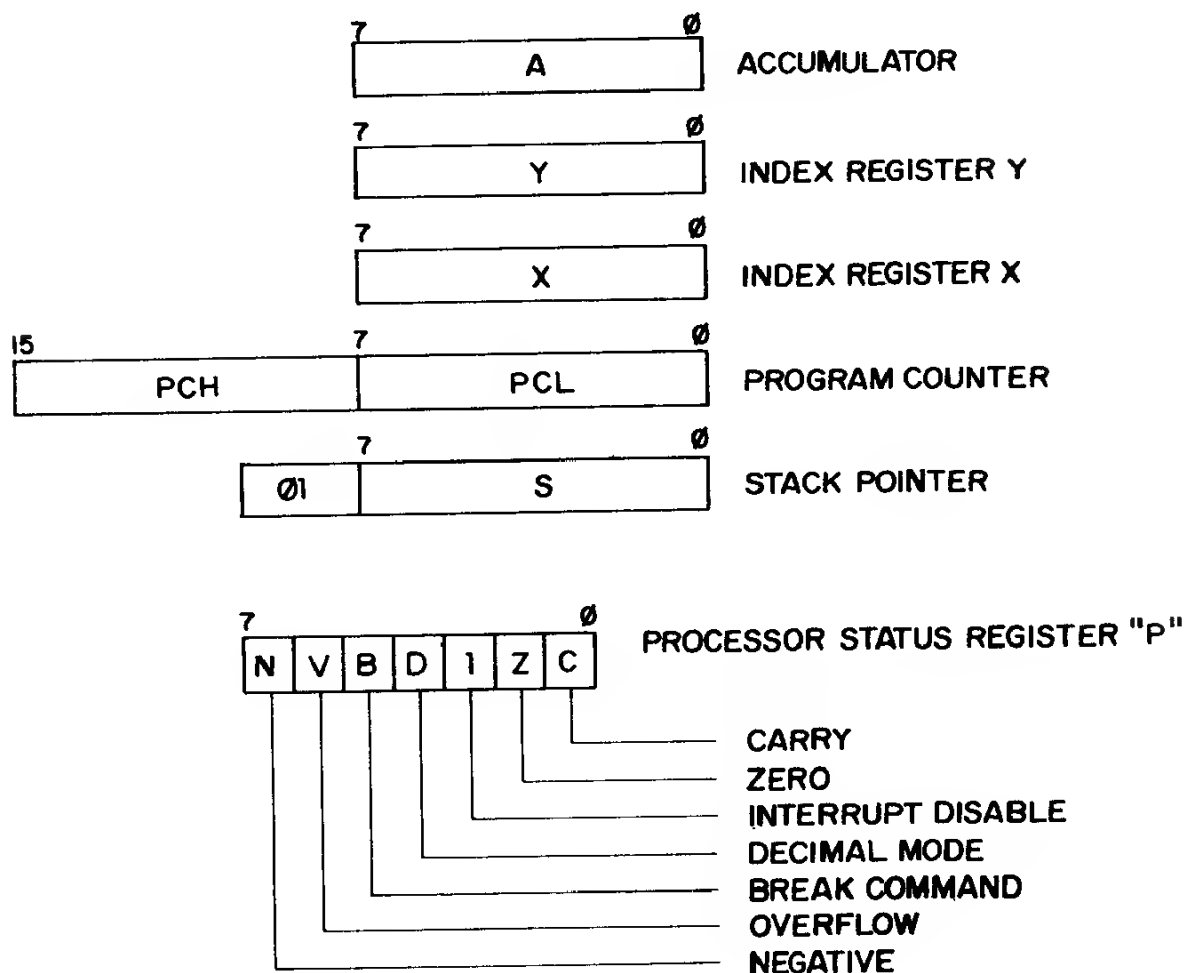 7 Ø
A ACCUMULATOR
7 Ø
Y INDEX REGISTER Y
7 Ø
X INDEX REGISTER X
15 7 Ø
PCH PCL PROGRAM COUNTER
7 Ø
Ø1 S STACK POINTER
7 Ø PROCESSOR STATUS REGISTER "P"
N V B D 1 Z C
CARRY
ZERO
INTERRUPT DISABLE
DECIMAL MODE
BREAK COMMAND
OVERFLOW
NEGATIVE